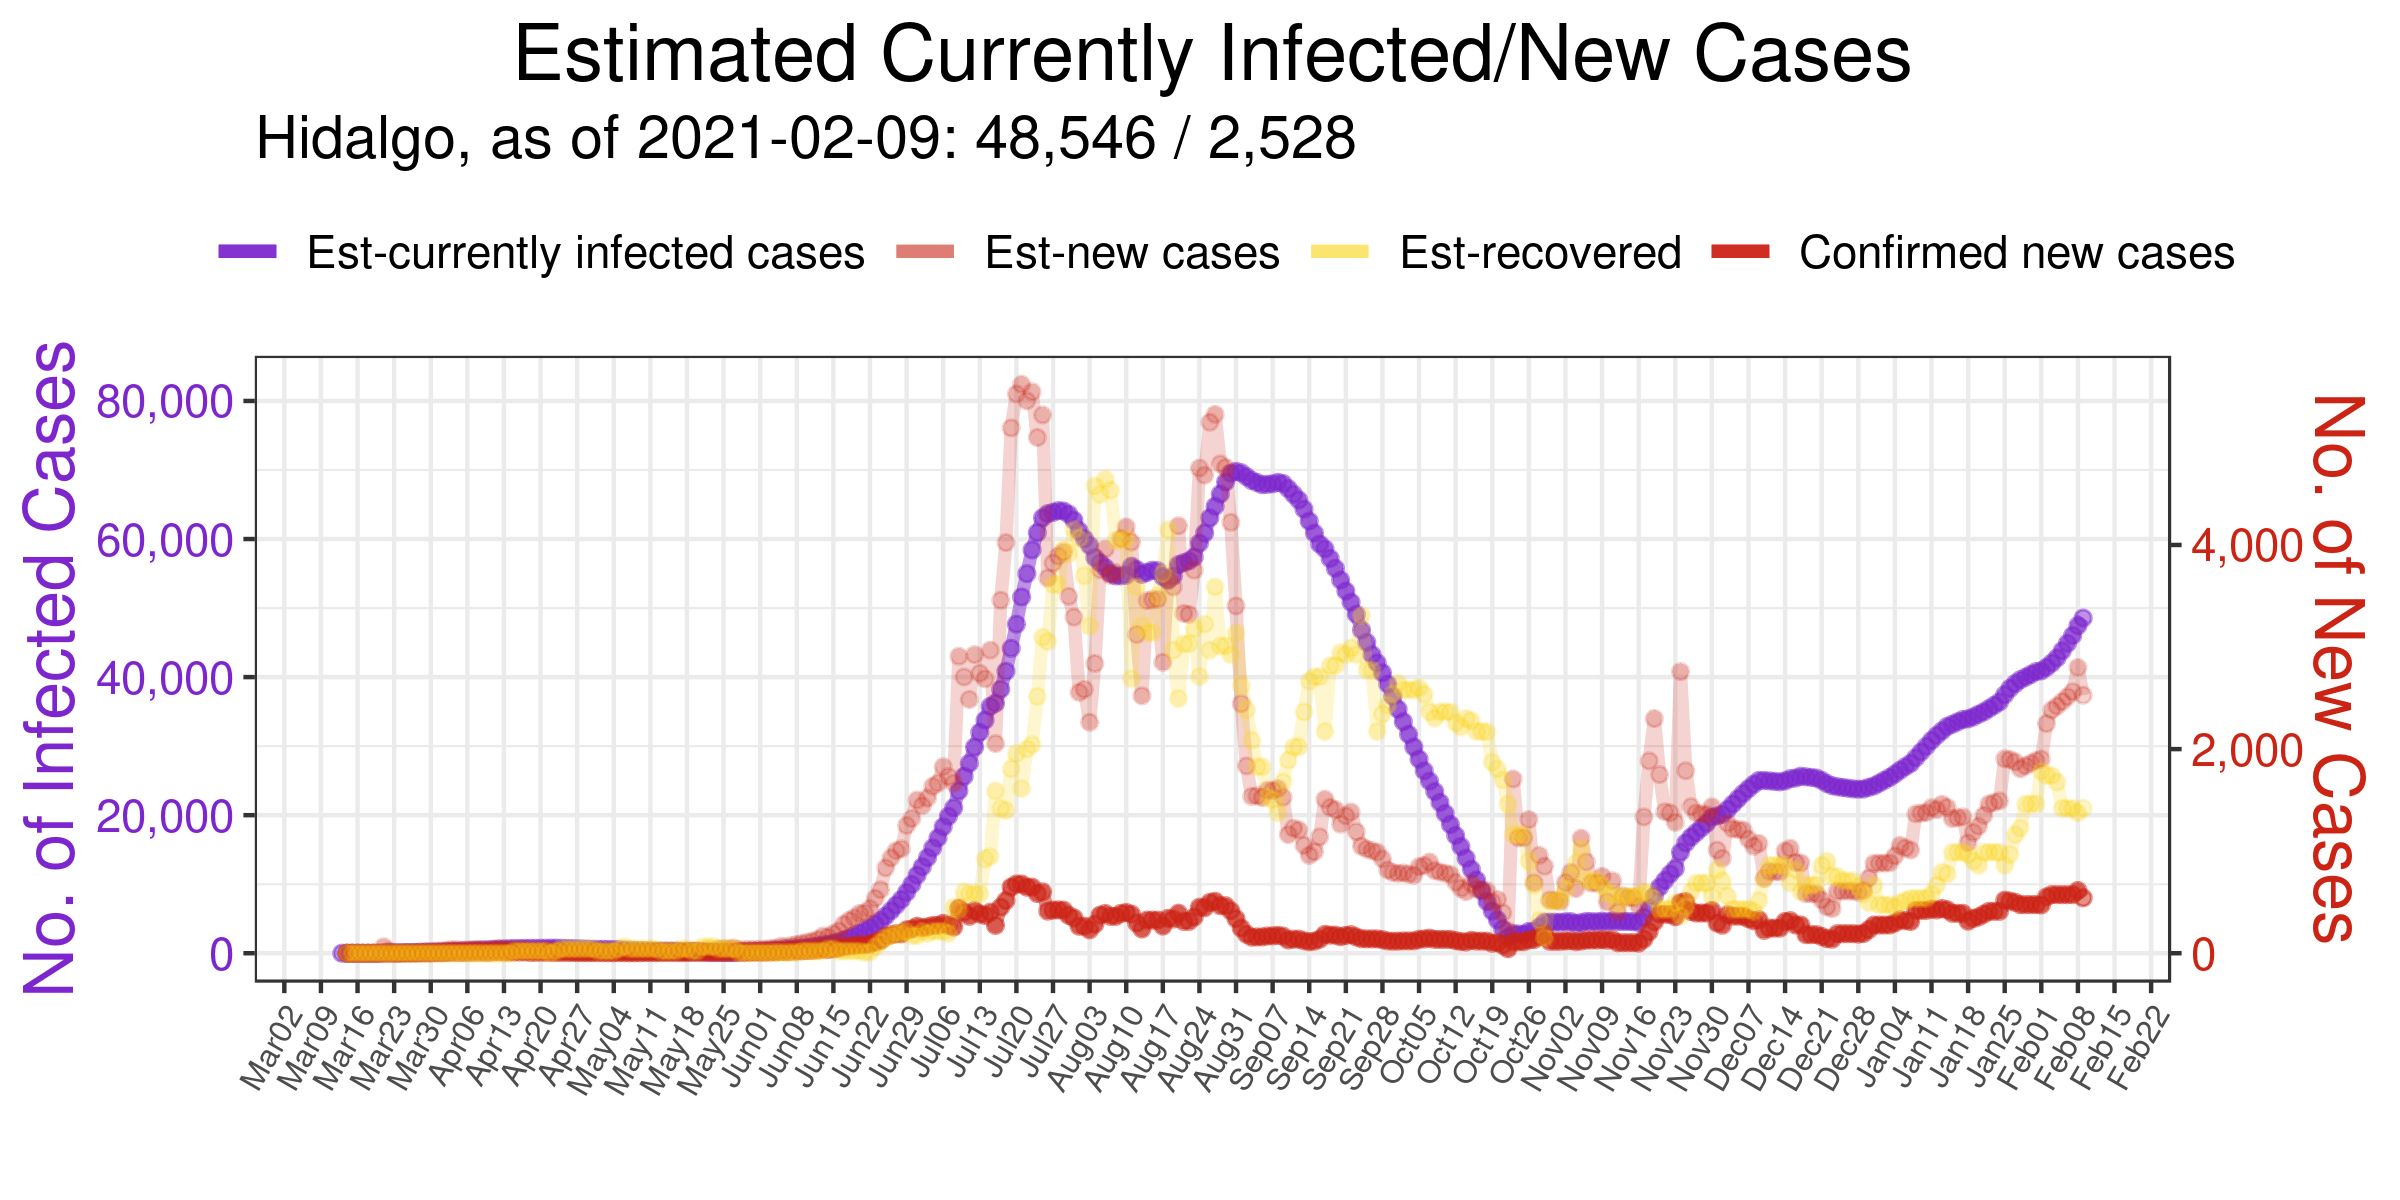 Estimated Currently Infected/New Cases
Hidalgo, as of 2021-02-09: 48,546 / 2,528
Est-currently infected cases Est-new cases Est-recovered Confirmed new cases
No. of Infected Cases
80,000
60,000
40,000
20,000
0
No. of New Cases
4,000
2,000
0
Mar02 Mar09 Mar16 Mar23 Mar30 Apr06 Apr13 Apr20 Apr27 May04 May11 May18 May25 Jun01 Jun08 Jun15 Jun22 Jun29 Jul06 Jul13 Jul20 Jul27 Aug03 Aug10 Aug17 Aug24 Aug31 Sep07 Sep14 Sep21 Sep28 Oct05 Oct12 Oct19 Oct26 Nov02 Nov09 Nov16 Nov23 Nov30 Dec07 Dec14 Dec21 Dec28 Jan04 Jan11 Jan18 Jan25 Feb01 Feb08 Feb15 Feb22